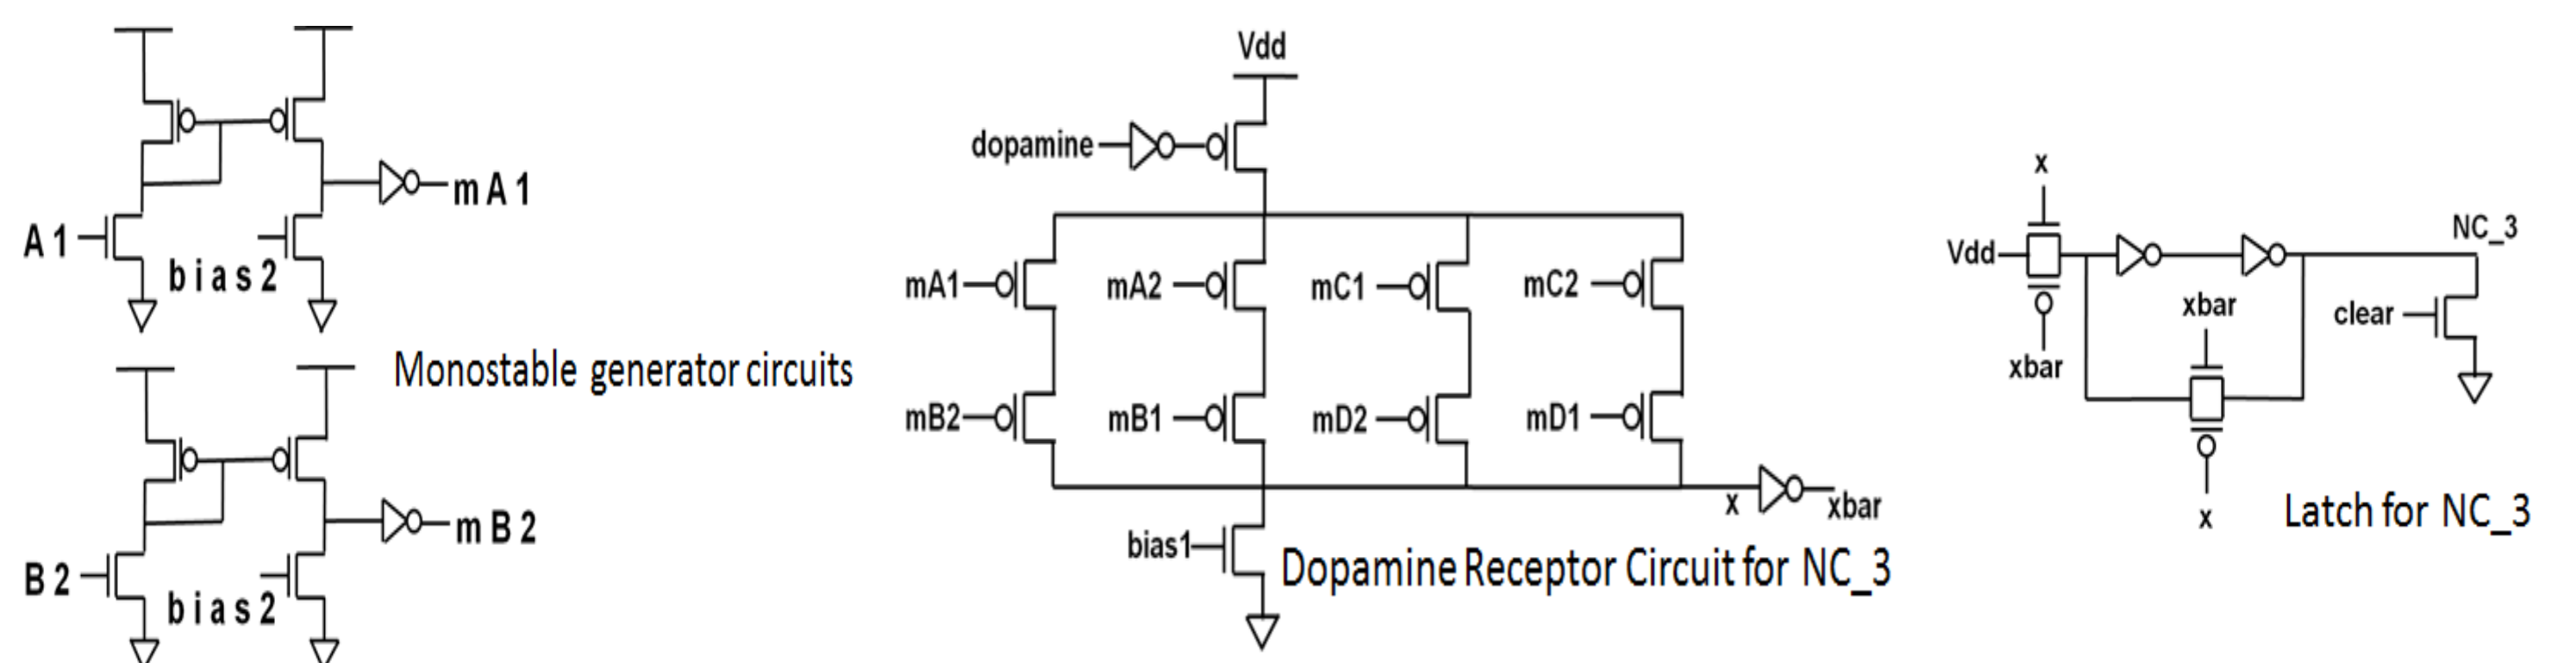 A1
bias2
mA1
Monostable generator circuits
B2
bias2
mB2
Vdd
dopamine
mA1
mA2
mC1
mC2
mB2
mB1
mD2
mD1
x
xbar
bias1
Dopamine Receptor Circuit for NC_3
x
Vdd
xbar
xbar
x
NC_3
clear
Latch for NC_3